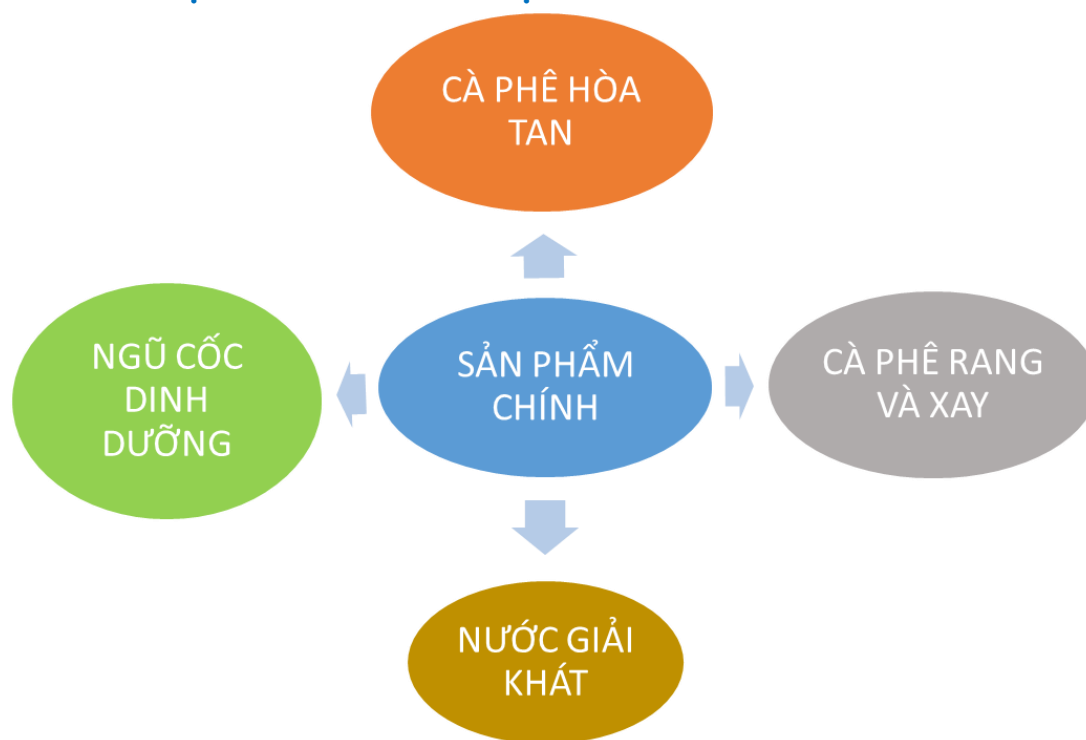 CÀ PHÊ HÒA
TAN
NGŨ CỐC
DINH
DƯỠNG
SẢN PHẨM
CHÍNH
CÀ PHÊ RANG
VÀ XAY
NƯỚC GIẢI
KHÁT